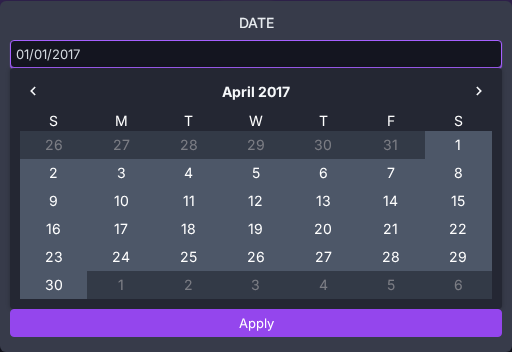 DATE
01/01/2017
April 2017
S M T W T F S
26 27 28 29 30 31 1
2 3 4 5 6 7 8
9 10 11 12 13 14 15
16 17 18 19 20 21 22
23 24 25 26 27 28 29
30 1 2 3 4 5 6
Apply